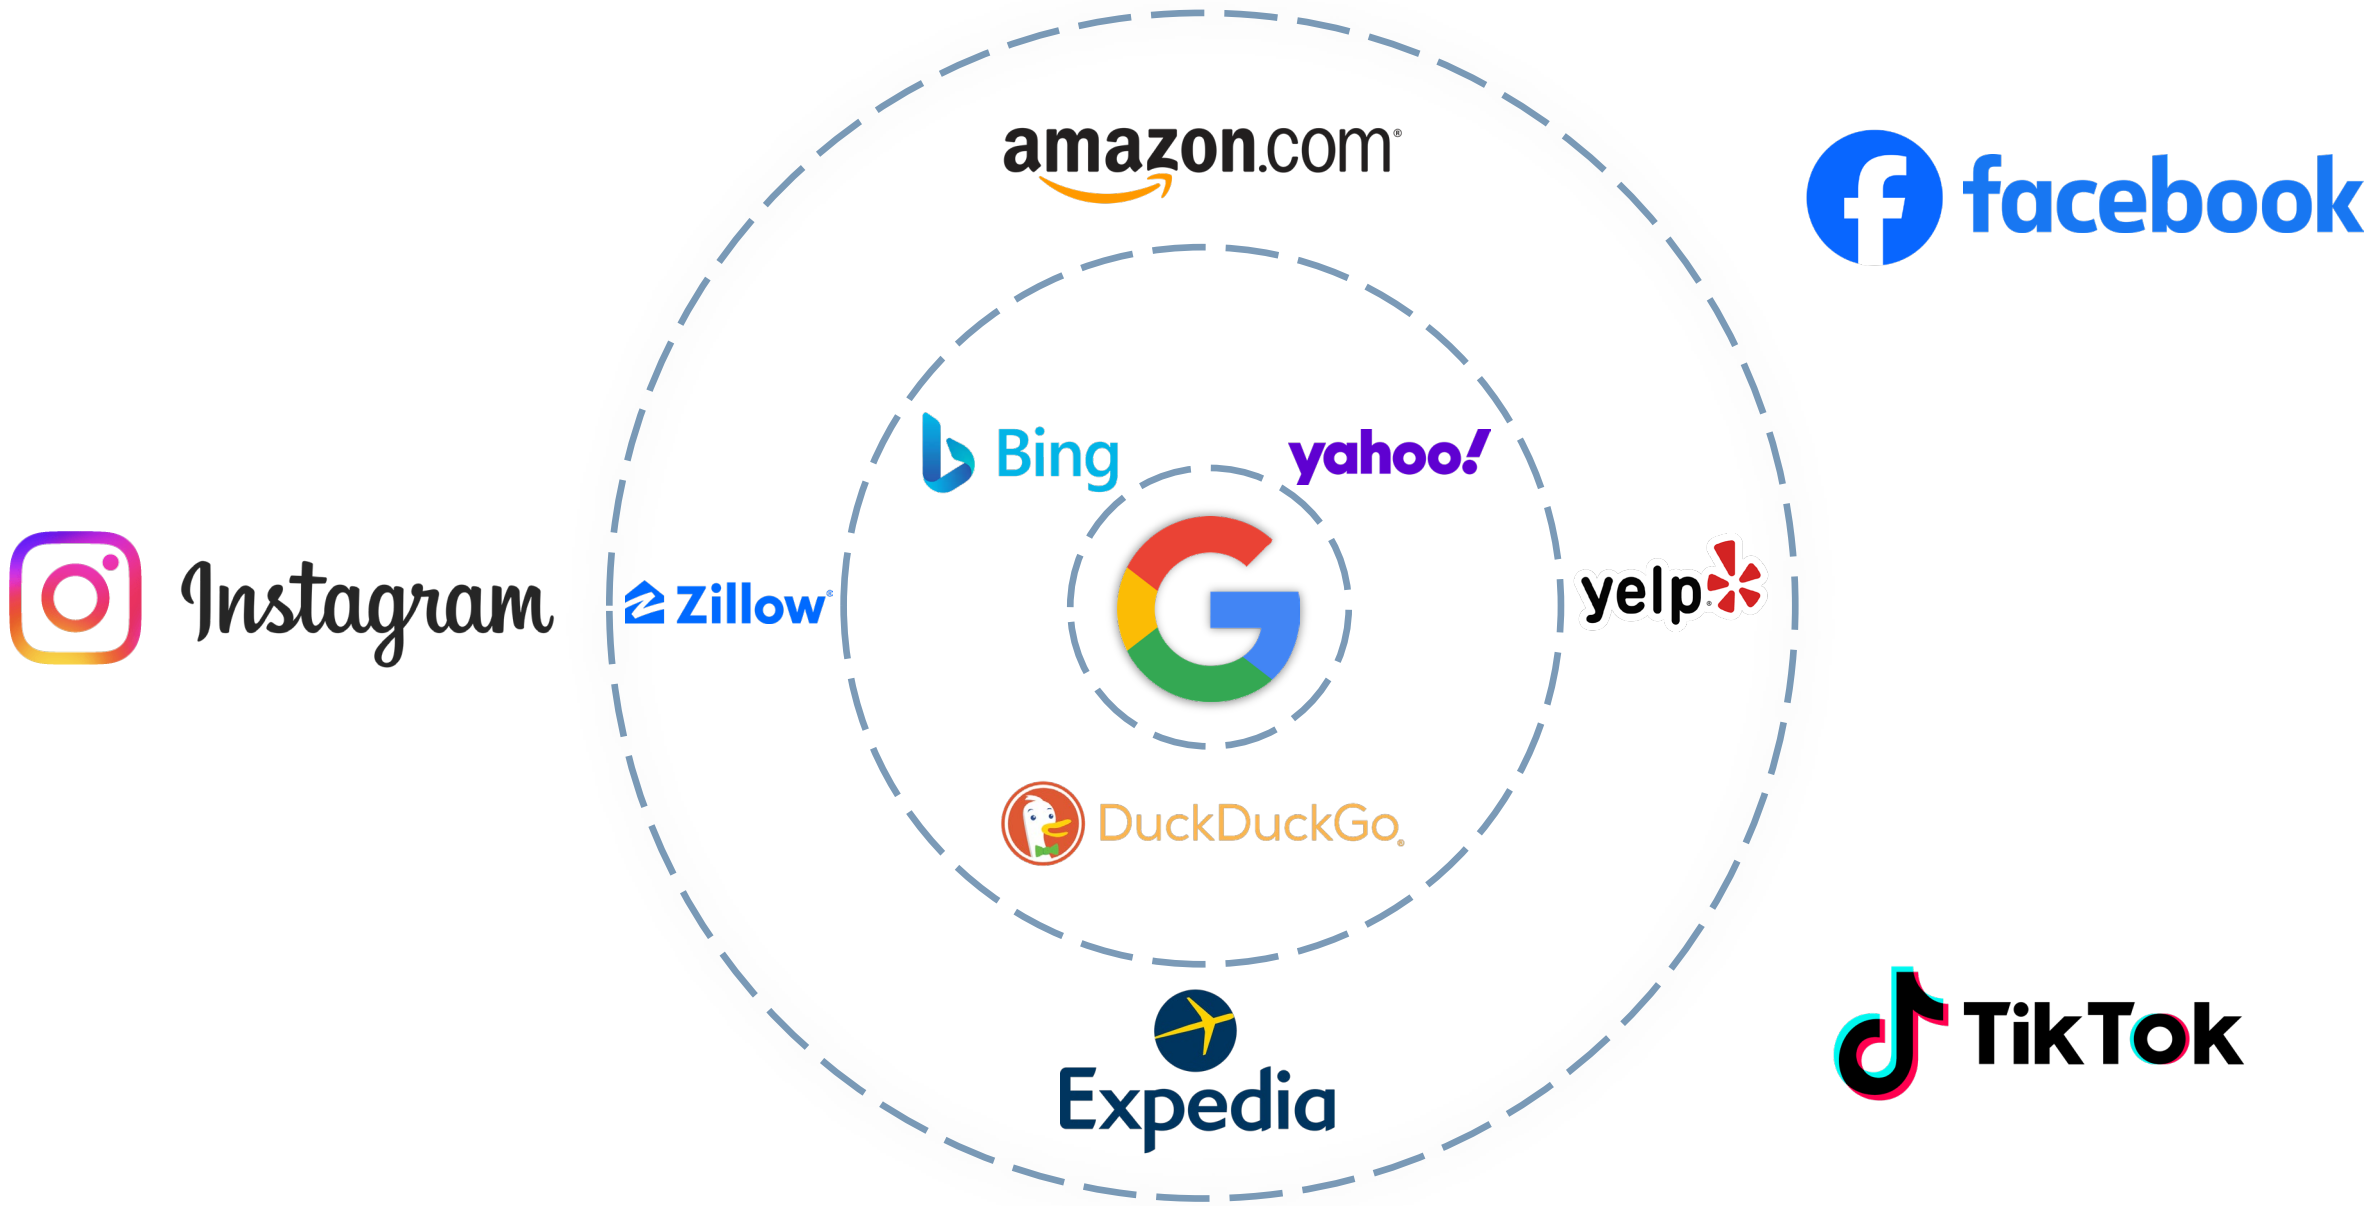 amazon.com®
facebook
Bing
yahoo!
Instagram
Zillow®
G
yelp®
DuckDuckGo®
Expedia
TikTok